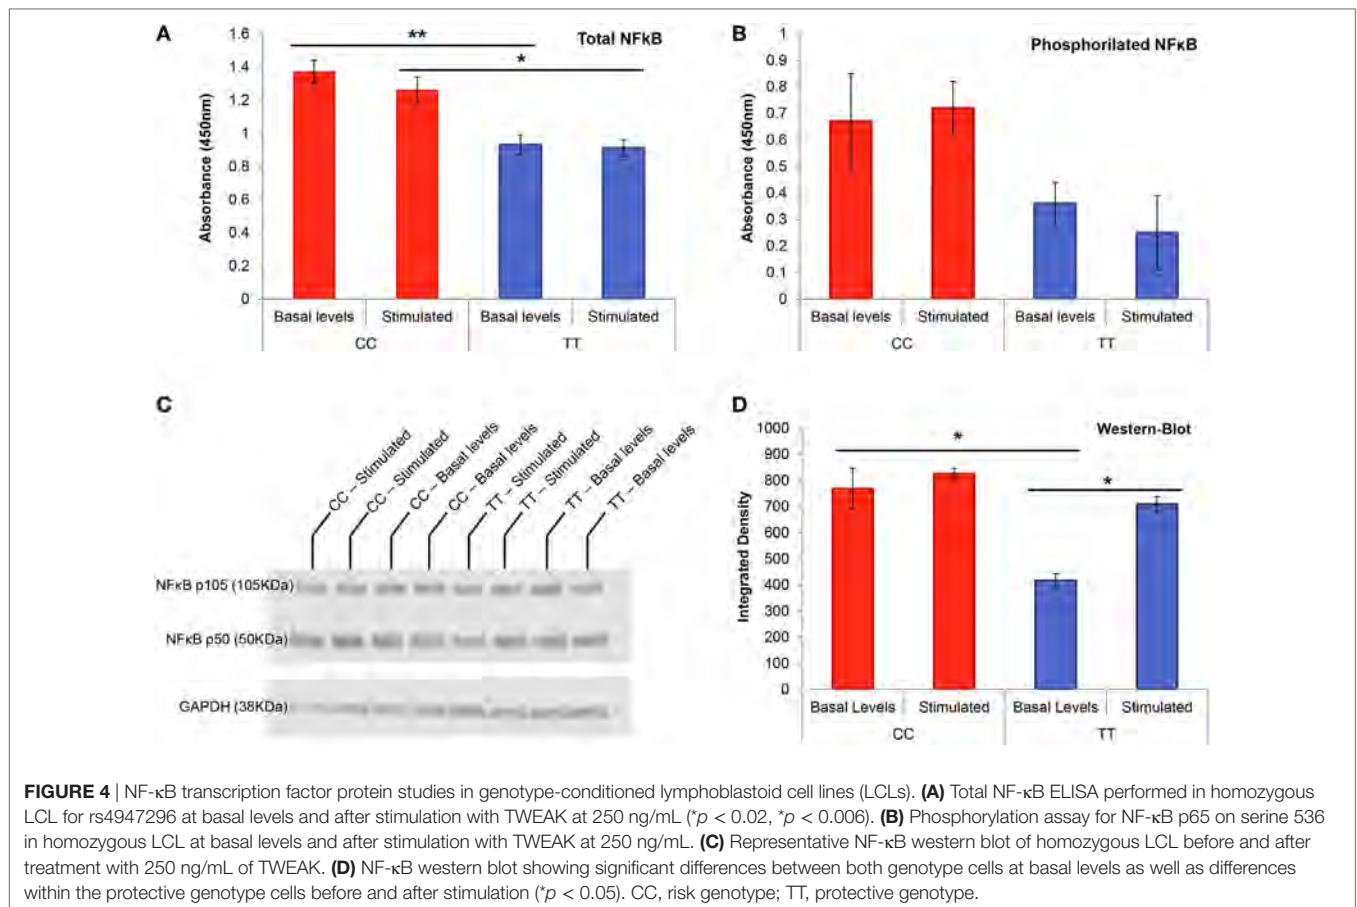 A
Total NFkB
**
*
1.6
1.4
1.2
1
0.8
0.6
0.4
0.2
0
Absorbance (450nm)
Basal levels Stimulated Basal levels Stimulated
CC TT
B
Phosphorilated NFκB
1
0.9
0.8
0.7
0.6
0.5
0.4
0.3
0.2
0.1
0
Absorbance (450nm)
Basal levels Stimulated Basal levels Stimulated
CC TT
C
CC – Stimulated
CC – Stimulated
CC – Basal levels
CC – Basal levels
TT – Stimulated
TT – Stimulated
TT – Basal levels
TT – Basal levels
NFκB p105 (105KDa)
NFκB p50 (50KDa)
GAPDH (38KDa)
D
Western-Blot
*
*
1000
900
800
700
600
500
400
300
200
100
0
Integrated Density
Basal Levels Stimulated Basal Levels Stimulated
CC TT
FIGURE 4 | NF-κB transcription factor protein studies in genotype-conditioned lymphoblastoid cell lines (LCLs). (A) Total NF-κB ELISA performed in homozygous
LCL for rs4947296 at basal levels and after stimulation with TWEAK at 250 ng/mL (*p < 0.02, *p < 0.006). (B) Phosphorylation assay for NF-κB p65 on serine 536
in homozygous LCL at basal levels and after stimulation with TWEAK at 250 ng/mL. (C) Representative NF-κB western blot of homozygous LCL before and after
treatment with 250 ng/mL of TWEAK. (D) NF-κB western blot showing significant differences between both genotype cells at basal levels as well as differences
within the protective genotype cells before and after stimulation (*p < 0.05). CC, risk genotype; TT, protective genotype.